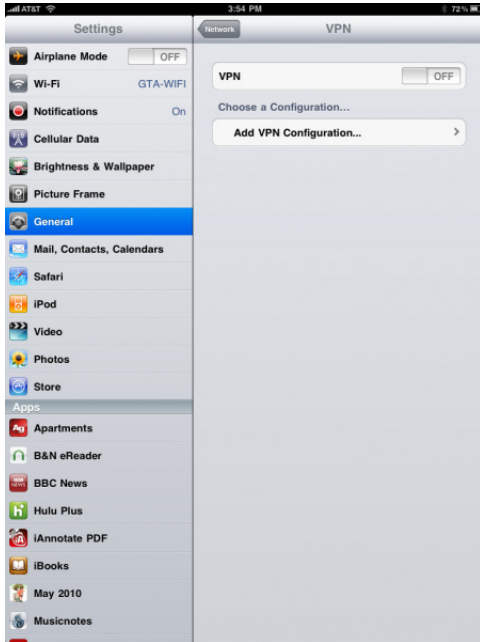 AT&T
3:54 PM
72%
Settings
Network
VPN
Airplane Mode
OFF
Wi-Fi
GTA-WIFI
Notifications
On
Cellular Data
Brightness & Wallpaper
Picture Frame
General
Mail, Contacts, Calendars
Safari
iPod
Video
Photos
Store
Apps
Apartments
B&N eReader
BBC News
Hulu Plus
iAnnotate PDF
iBooks
May 2010
Musicnotes
VPN
OFF
Choose a Configuration...
Add VPN Configuration...